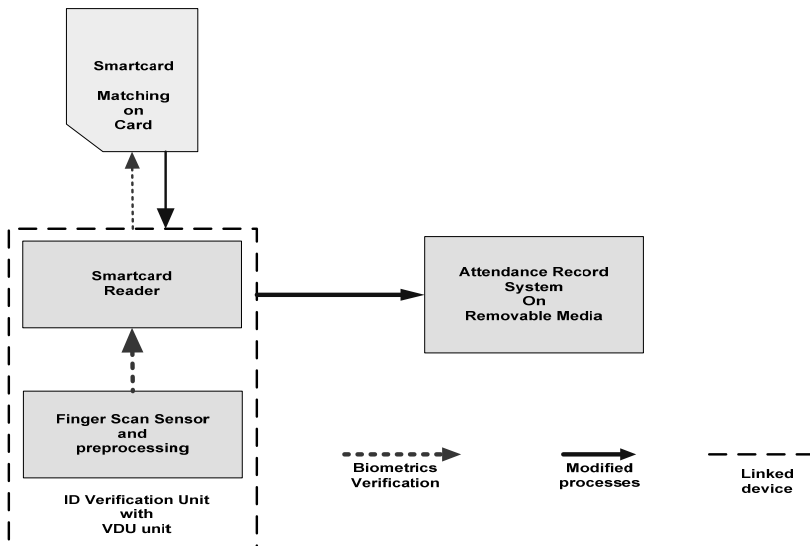 Smartcard
Matching
on
Card
Smartcard
Reader
Attendance Record
System
On
Removable Media
Finger Scan Sensor
and
preprocessing
ID Verification Unit
with
VDU unit
Biometrics
Verification
Modified
processes
Linked
device